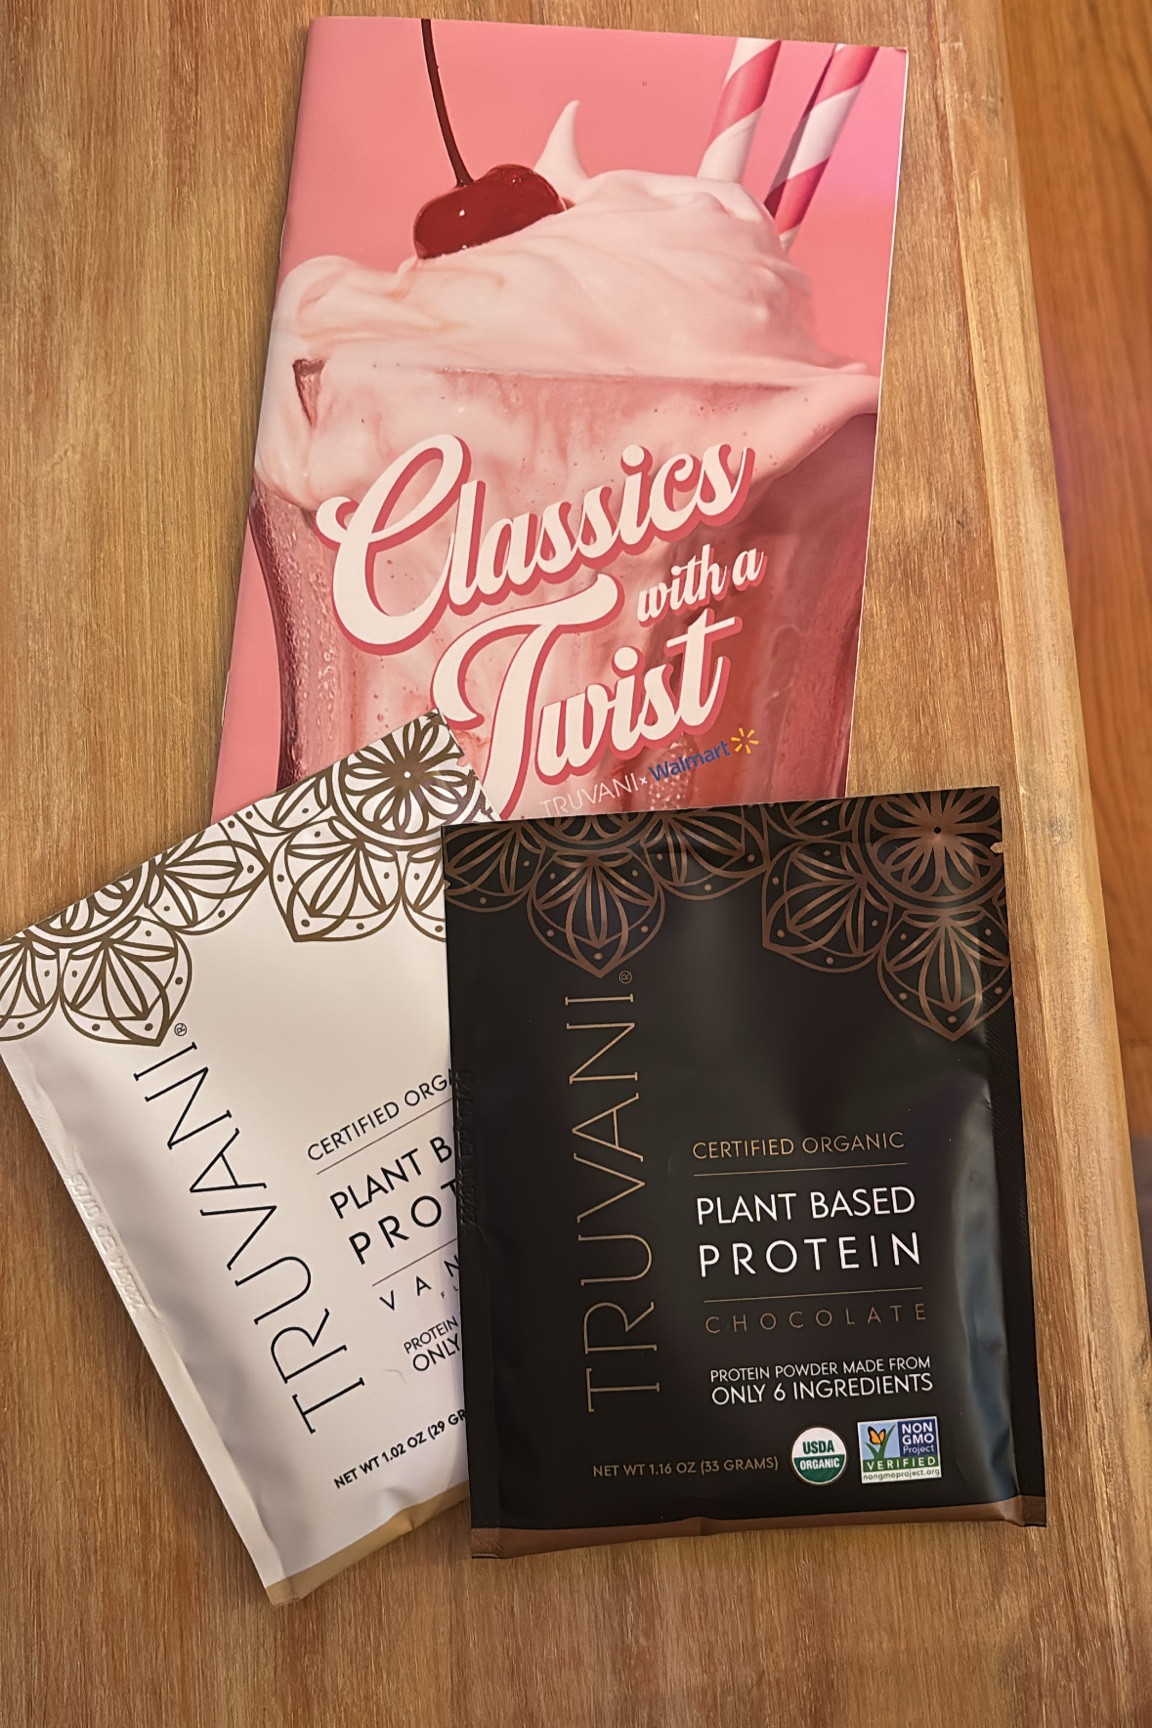 Classics
with a
Twist
TRUVANI x Walmart
TRUVANI®
CERTIFIED ORGA
PLANT B
PROT
VAN
PROTEIN
ONLY
NET WT 1.02 OZ (29 GR
TRUVANI®
CERTIFIED ORGANIC
PLANT BASED
PROTEIN
CHOCOLATE
PROTEIN POWDER MADE FROM
ONLY 6 INGREDIENTS
NET WT 1.16 OZ (33 GRAMS)
USDA
ORGANIC
NON
GMO
Project
VERIFIED
nongmoproject.org